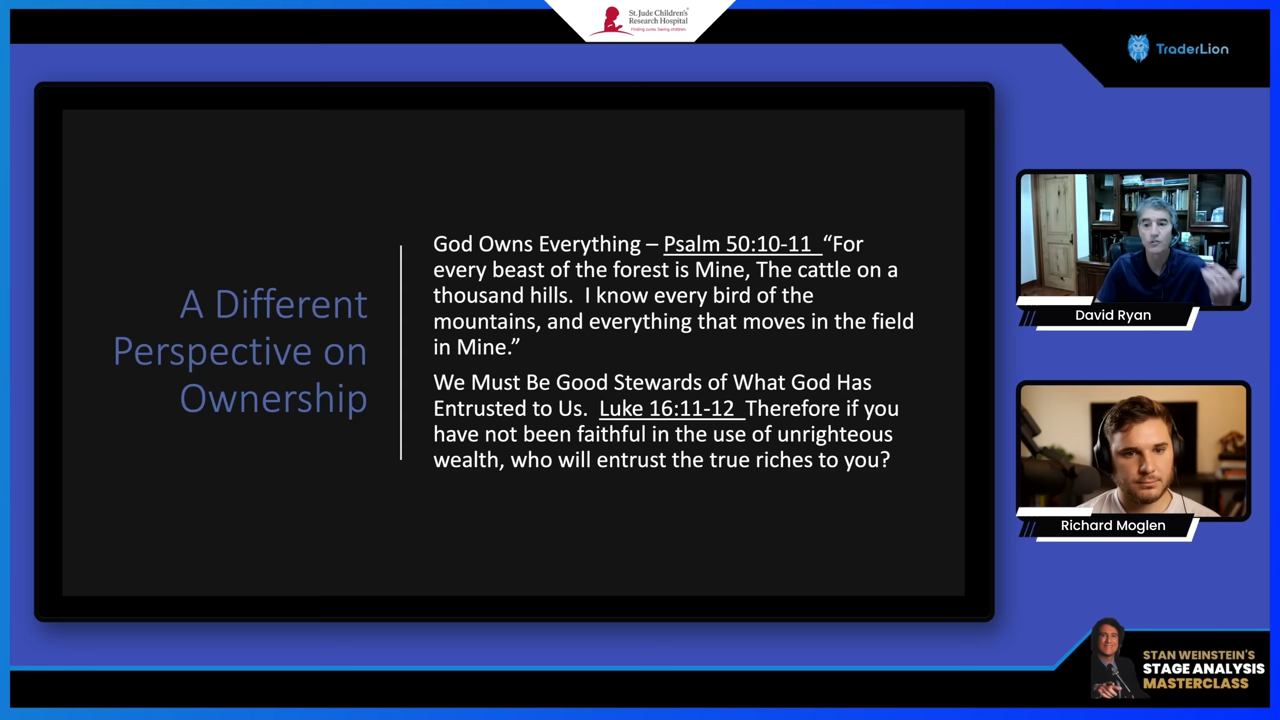 St. Jude Children's
Research Hospital
Finding cures. Saving children.
TraderLion
A Different
Perspective on
Ownership
God Owns Everything – Psalm 50:10-11 “For
every beast of the forest is Mine, The cattle on a
thousand hills. I know every bird of the
mountains, and everything that moves in the field
in Mine.”
We Must Be Good Stewards of What God Has
Entrusted to Us. Luke 16:11-12 Therefore if you
have not been faithful in the use of unrighteous
wealth, who will entrust the true riches to you?
David Ryan
Richard Moglen
STAN WEINSTEIN'S
STAGE ANALYSIS
MASTERCLASS